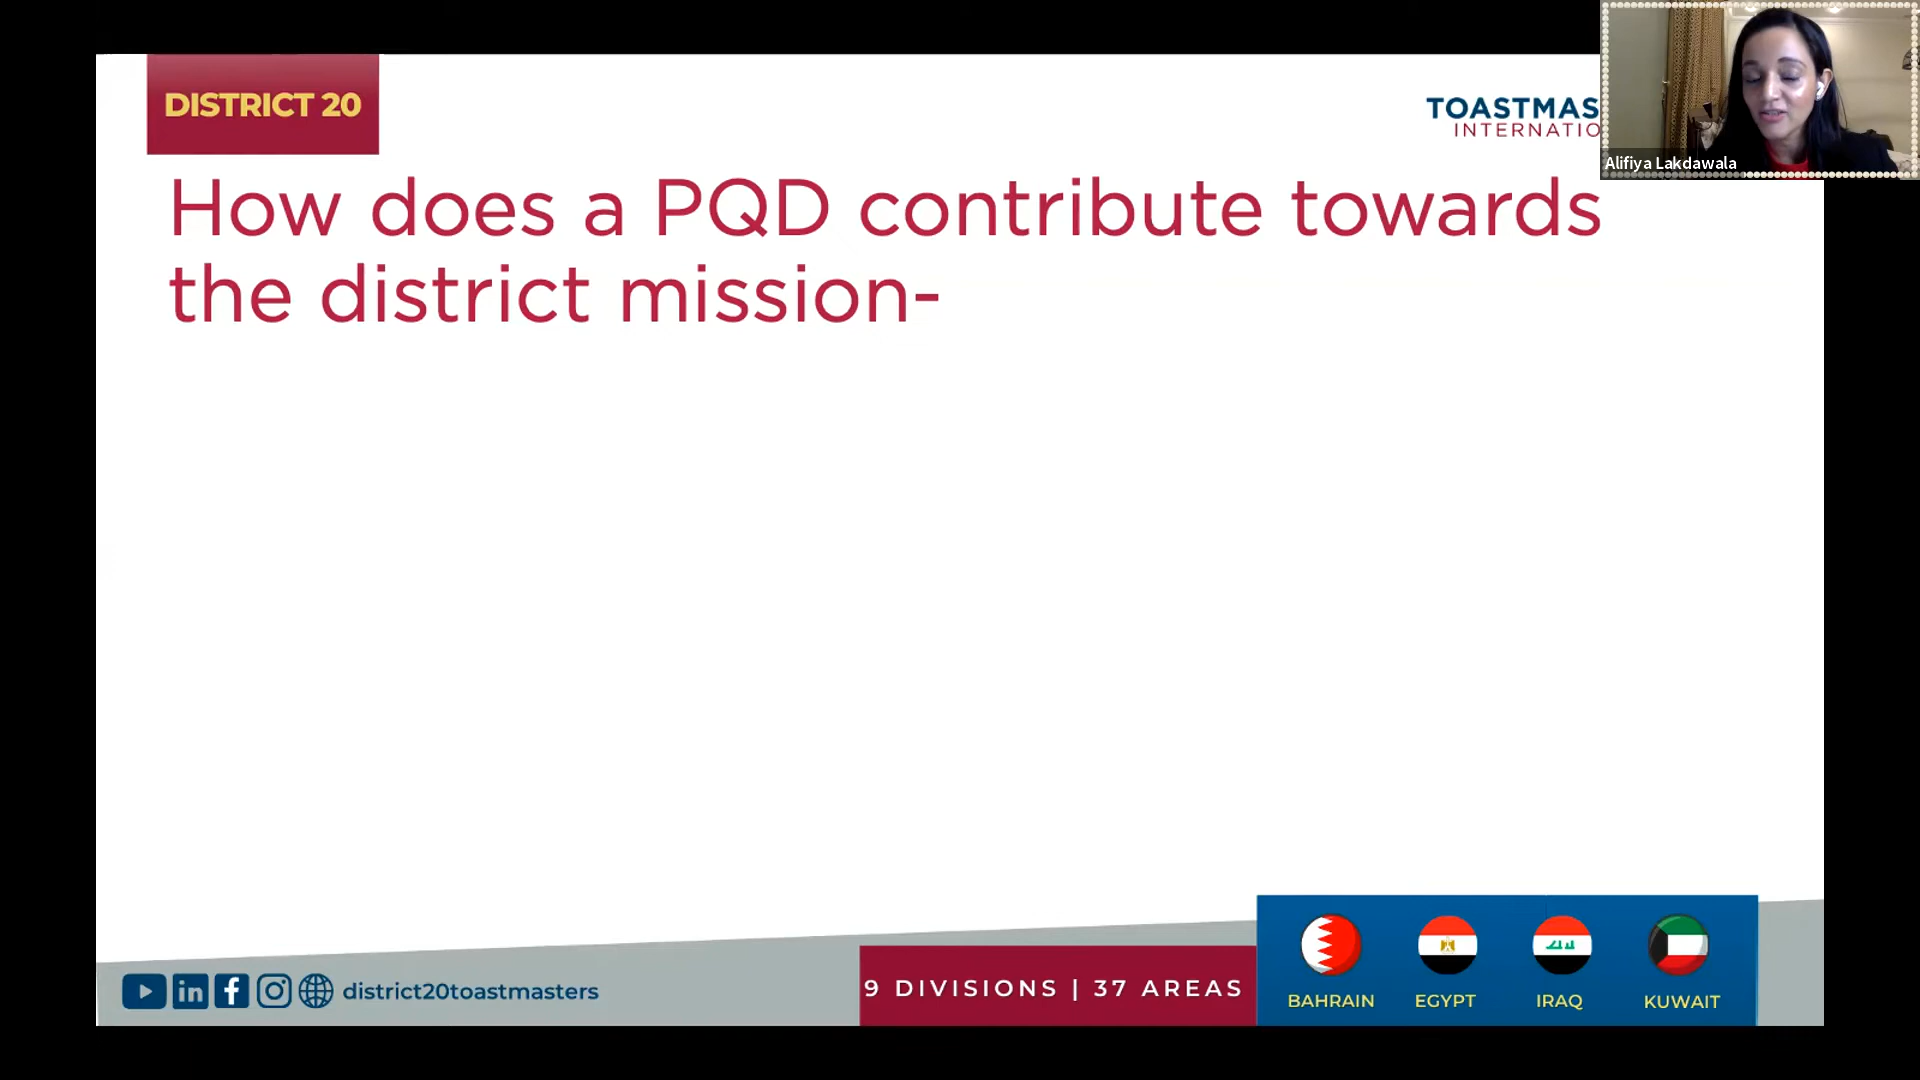 DISTRICT 20
TOASTMAS
INTERNATIO
Alifiya Lakdawala
How does a PQD contribute towards
the district mission-
in
f
district20toastmasters
9 DIVISIONS | 37 AREAS
BAHRAIN
EGYPT
IRAQ
KUWAIT